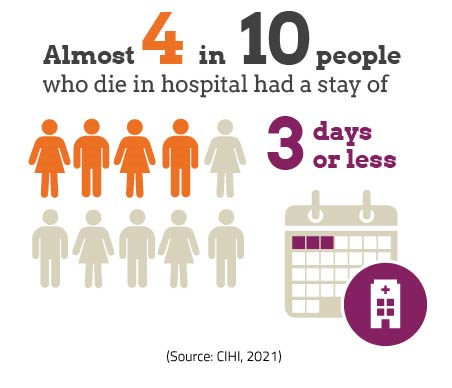 Almost 4 in 10 people
who die in hospital had a stay of
3 days
or less
(Source: CIHI, 2021)